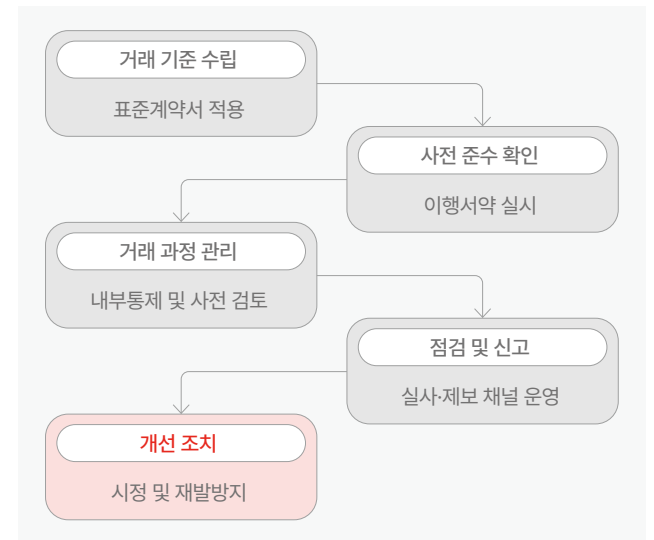 거래 기준 수립
표준계약서 적용
사전 준수 확인
이행서약 실시
거래 과정 관리
내부통제 및 사전 검토
점검 및 신고
실사·제보 채널 운영
개선 조치
시정 및 재발방지